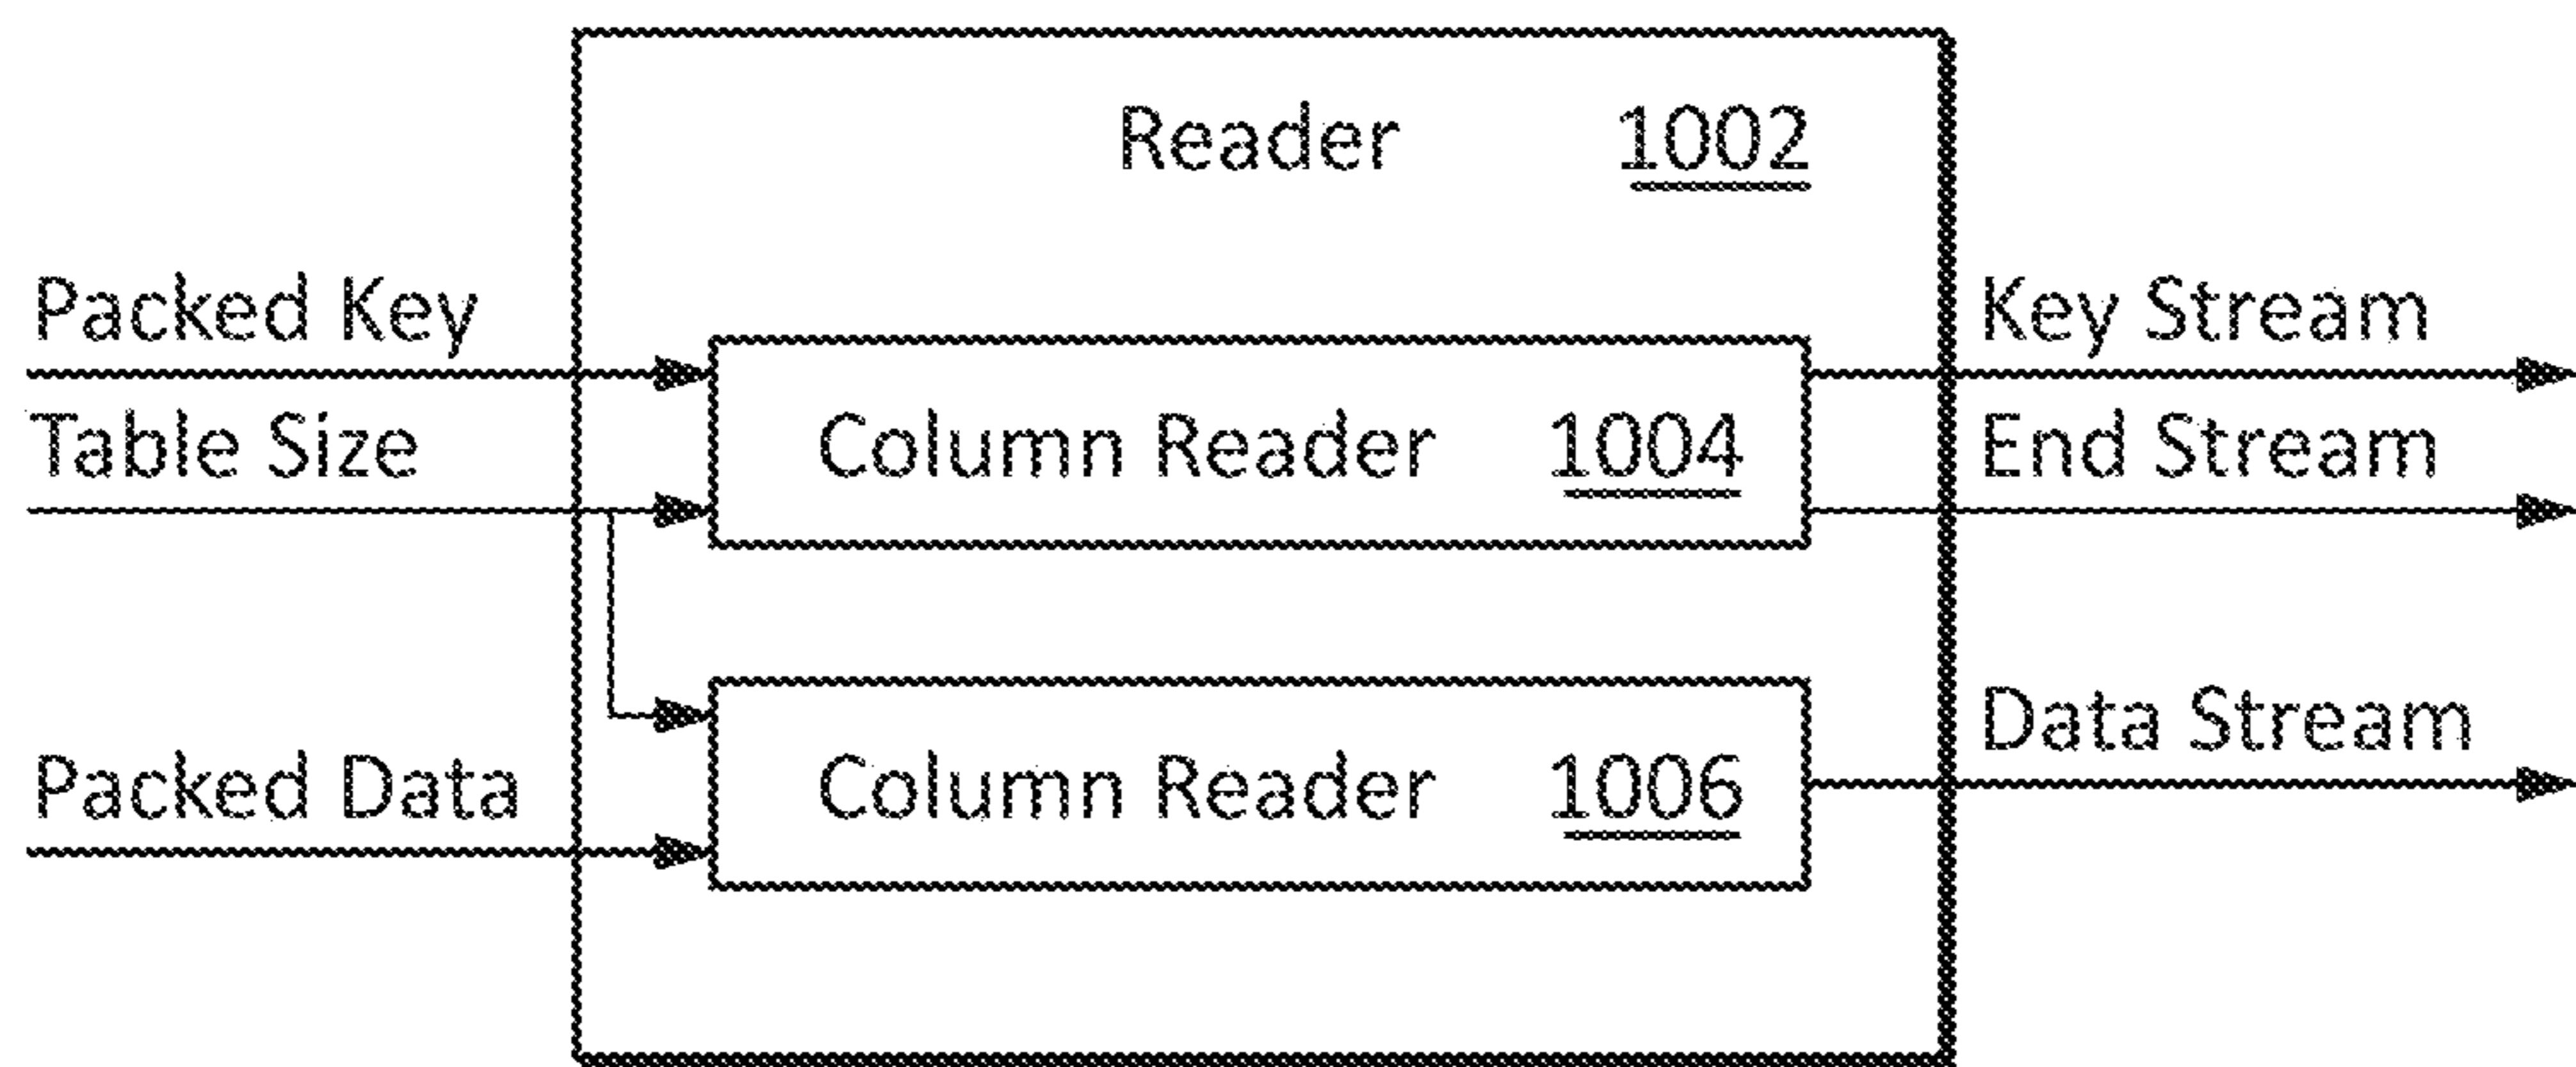 Reader 1002
Packed Key
Key Stream
Table Size
Column Reader 1004
End Stream
Data Stream
Packed Data
Column Reader 1006